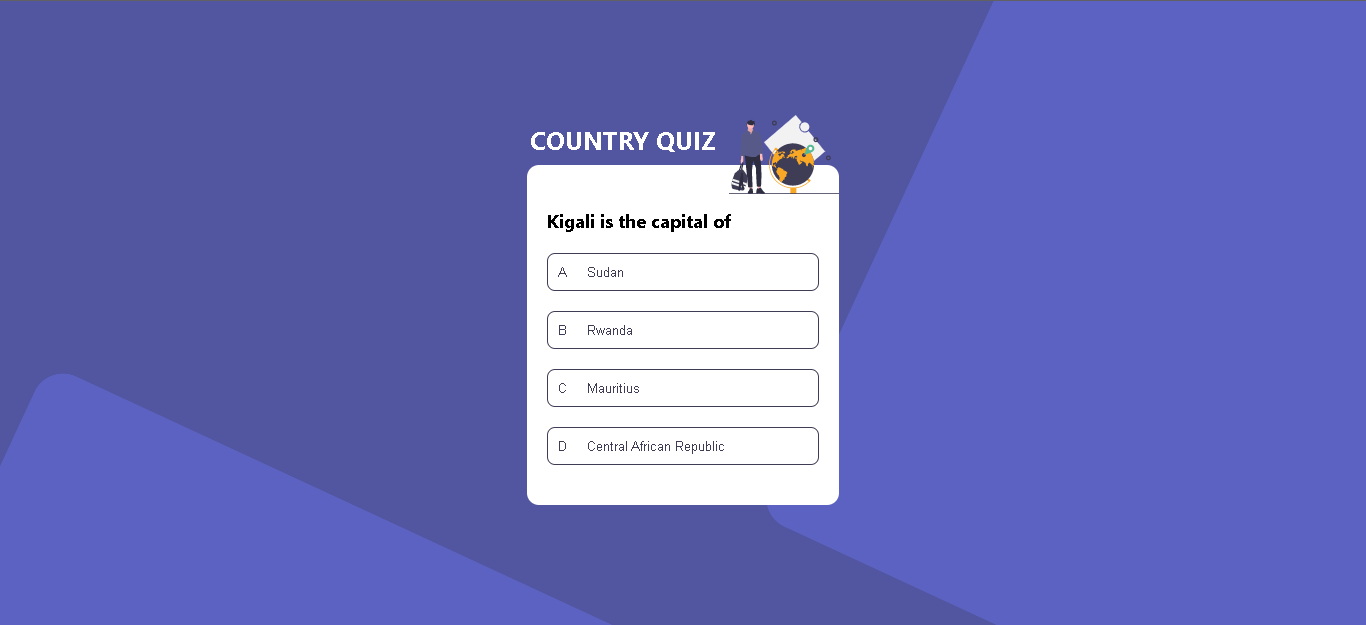 COUNTRY QUIZ
Kigali is the capital of
A Sudan
B Rwanda
C Mauritius
D Central African Republic